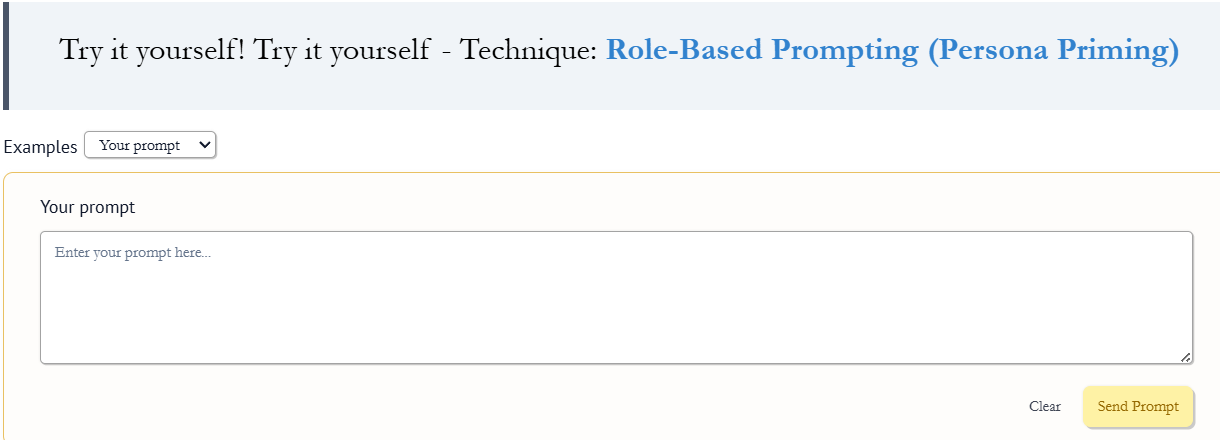 Try it yourself! Try it yourself - Technique: Role-Based Prompting (Persona Priming)
Examples Your prompt
Your prompt
Enter your prompt here...
Clear Send Prompt